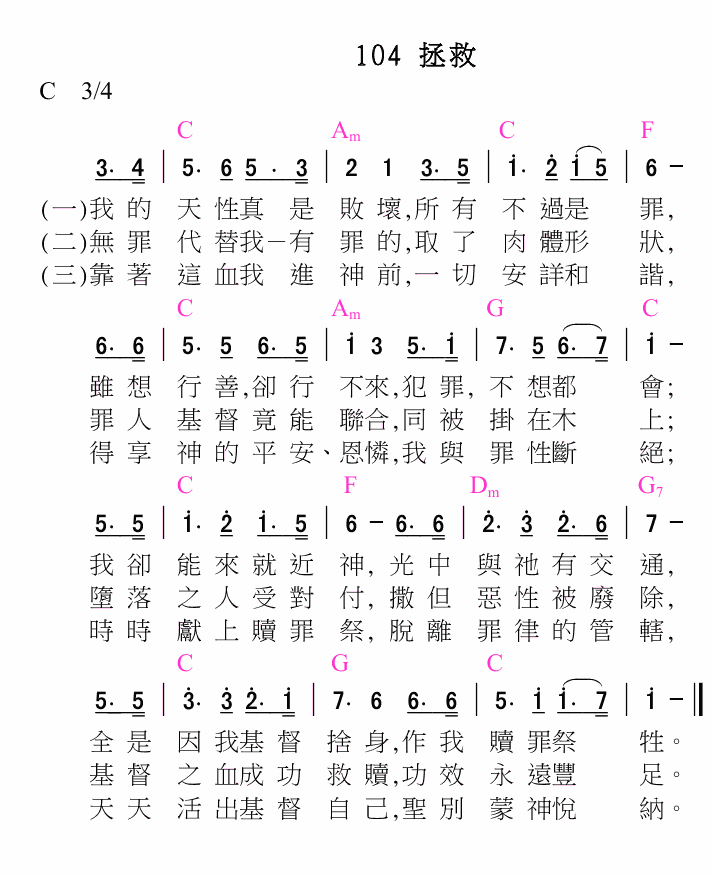 104 拯救
C 3/4
C Am C F
3. 4 | 5. 6 5 . 3 | 2 1 3. 5 | 1. 2 1 5 | 6 -
(一)我的 天性真 是 敗壞,所有 不過是 罪,
(二)無罪 代替我－有 罪的,取了 肉體形 狀,
(三)靠著 這血我 進 神前,一切 安詳和 諧,
C Am G C
6. 6 | 5. 5 6. 5 | 1 3 5. 1 | 7. 5 6. 7 | 1 -
雖想 行善,卻行 不來,犯罪, 不想都 會;
罪人 基督竟能 聯合,同被 掛在木 上;
得享 神的平安、恩憐,我與 罪性斷 絕;
C F Dm G7
5. 5 | 1. 2 1. 5 | 6 - 6. 6 | 2. 3 2. 6 | 7 -
我卻 能來就近 神, 光中 與祂有交 通,
墮落 之人受對 付, 撒但 惡性被廢 除,
時時 獻上贖罪 祭, 脫離 罪律的管 轄,
C G C
5. 5 | 3. 3 2. 1 | 7. 6 6. 6 | 5. 1 1. 7 | 1 - ||
全是 因我基督 捨身,作我 贖罪祭 牲。
基督 之血成功 救贖,功效 永遠豐 足。
天天 活出基督 自己,聖別 蒙神悅 納。